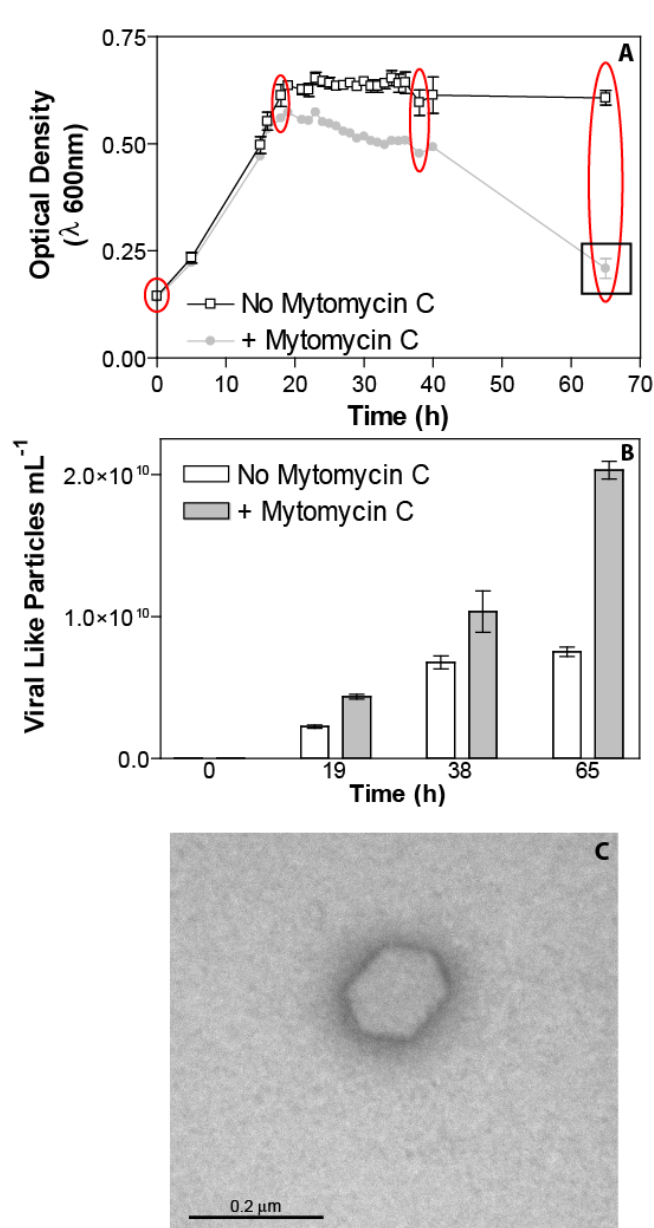 A
0.75
0.50
0.25
0.00
Optical Density
(λ 600nm)
No Mytomycin C
+ Mytomycin C
0 10 20 30 40 50 60 70
Time (h)
B
2.0×10¹⁰
1.0×10¹⁰
0.0
Viral Like Particles mL⁻¹
No Mytomycin C
+ Mytomycin C
0 19 38 65
Time (h)
C
0.2 μm